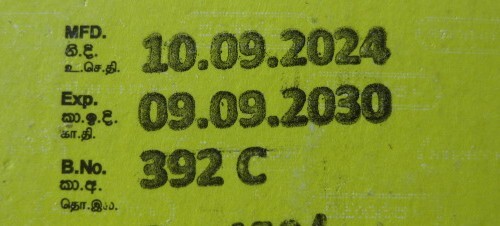 MFD. 10.09.2024
නි.දි.
உ.செ.தி.
Exp. 09.09.2030
කා.ඉ.දි.
கா.தி
B.No. 392 C
කා.අ.
தொ.இல.